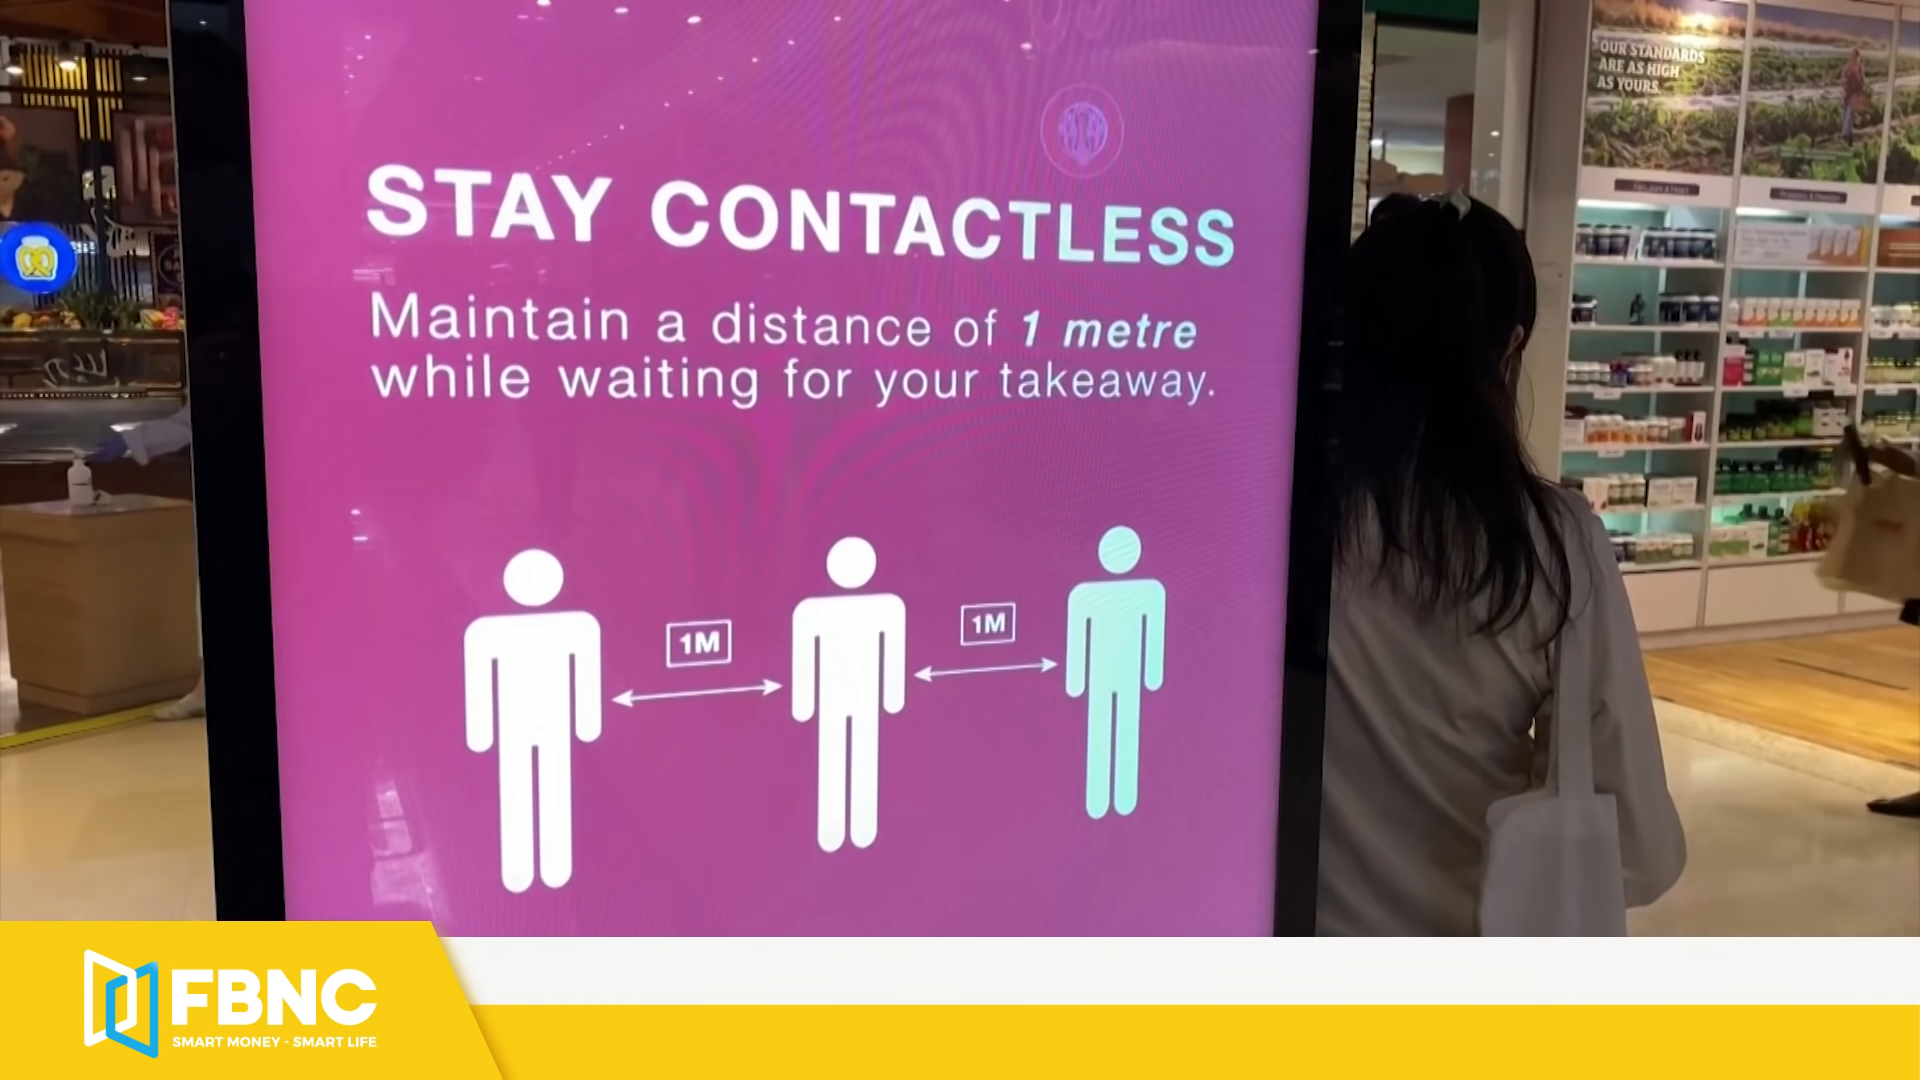 OUR STANDARDS
ARE AS HIGH
AS YOURS.
STAY CONTACTLESS
Maintain a distance of 1 metre
while waiting for your takeaway.
1M
1M
FBNC
SMART MONEY - SMART LIFE